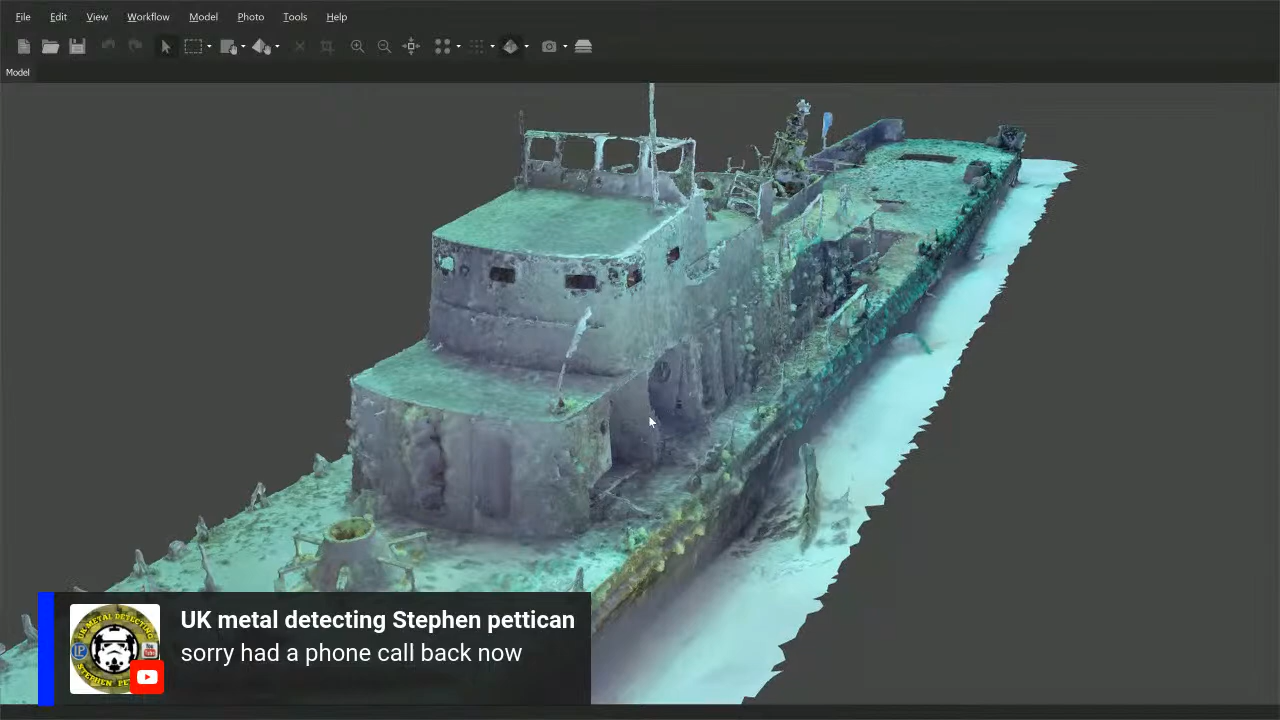 File Edit View Workflow Model Photo Tools Help
Model
UK metal detecting Stephen pettican
sorry had a phone call back now